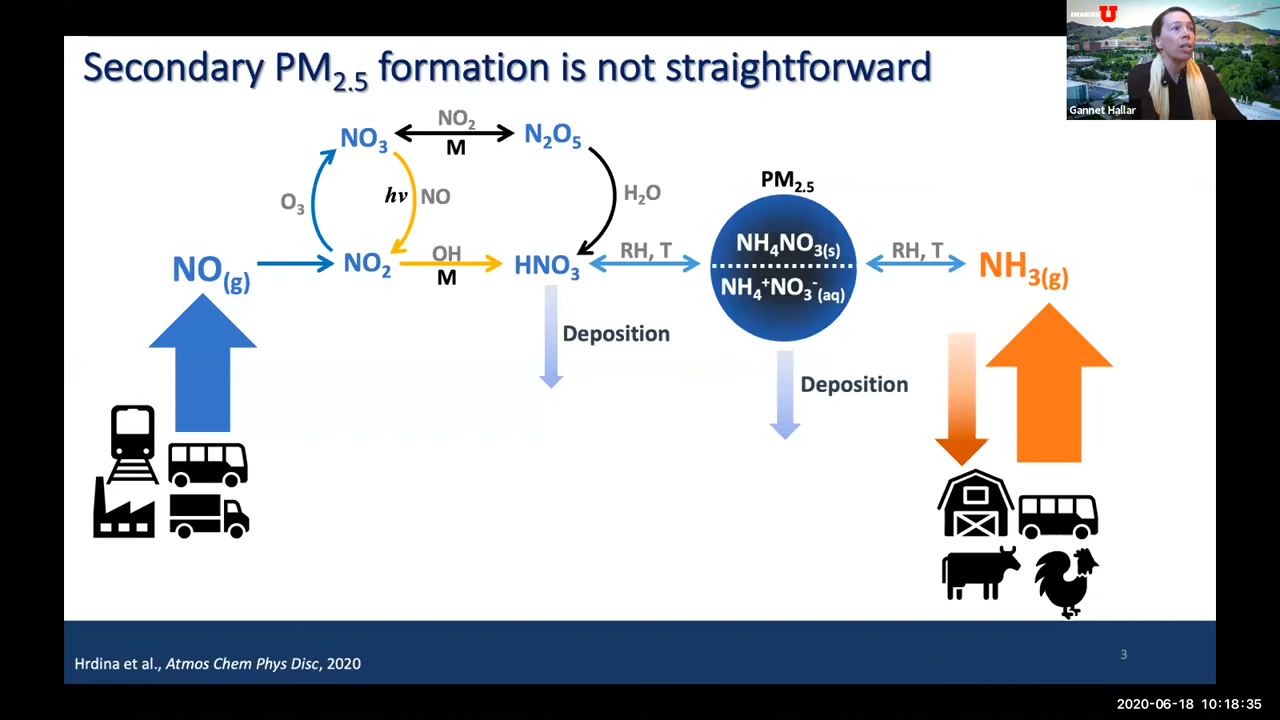 Secondary PM2.5 formation is not straightforward
U
Gannet Hallar
NO2
NO3
N2O5
M
O3
hν
NO
H2O
PM2.5
NO(g)
NO2
OH
M
HNO3
RH, T
NH4NO3(s)
NH4+NO3-(aq)
RH, T
NH3(g)
Deposition
Deposition
Hrdina et al., Atmos Chem Phys Disc, 2020
3
2020-06-18 10:18:35